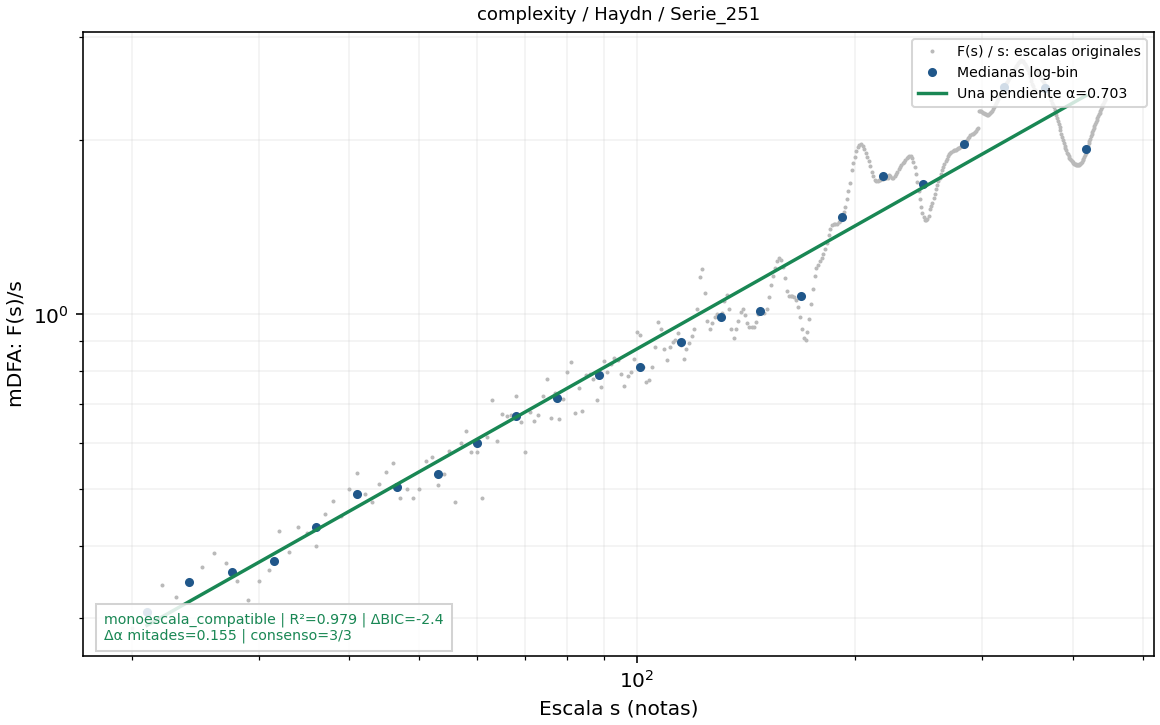 complexity / Haydn / Serie_251
F(s) / s: escalas originales
Medianas log-bin
Una pendiente α=0.703
mDFA: F(s)/s
10⁰
monoescala_compatible | R²=0.979 | ΔBIC=-2.4
Δα mitades=0.155 | consenso=3/3
10²
Escala s (notas)